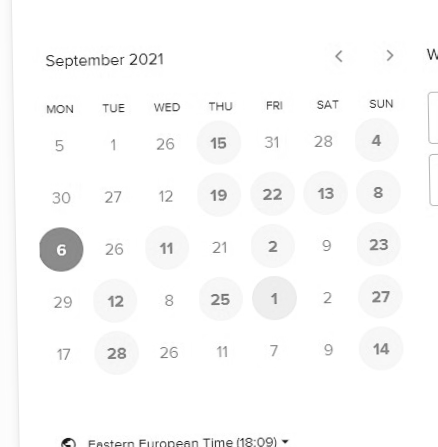 September 2021 < > W
MON TUE WED THU FRI SAT SUN
5 1 26 15 31 28 4
30 27 12 19 22 13 8
6 26 11 21 2 9 23
29 12 8 25 1 2 27
17 28 26 11 7 9 14
Eastern European Time (18:09)